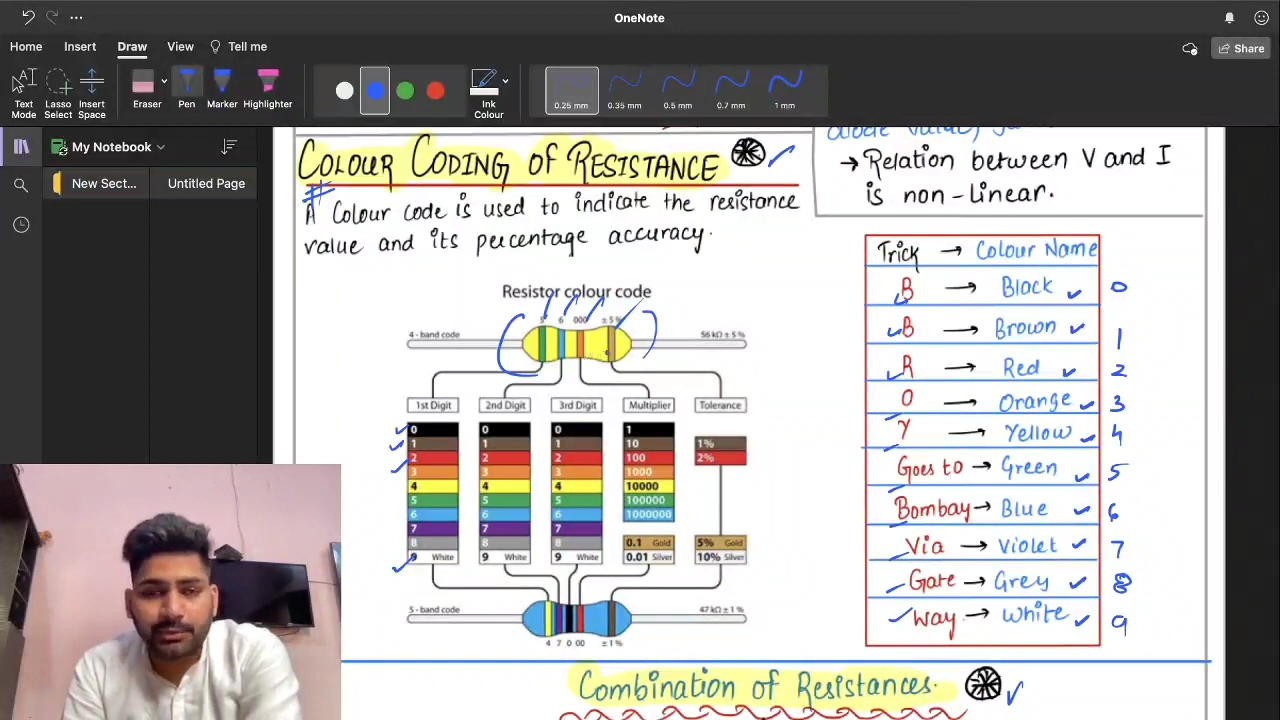 OneNote
Home Insert Draw View Tell me
Share
Text Mode
Lasso Select
Insert Space
Eraser
Pen
Marker
Highlighter
Ink Colour
0.25 mm 0.35 mm 0.5 mm 0.7 mm 1 mm
My Notebook
New Sect...
Untitled Page
→ Relation between V and I
is non-linear.
COLOUR CODING OF RESISTANCE
A Colour code is used to indicate the resistance
value and its percentage accuracy.
Resistor colour code
5 6 000 ±5%
4 - band code
56 kΩ ± 5 %
1st Digit 2nd Digit 3rd Digit Multiplier Tolerance
0 0 0 1
1 1 1 10 1%
2 2 2 100 2%
3 3 3 1000
4 4 4 10000
5 5 5 100000
6 6 6 1000000
7 7 7
8 8 8 0.1 Gold 5% Gold
9 White 9 White 9 White 0.01 Silver 10% Silver
5 - band code
47 kΩ ± 1 %
4 7 0 00 ±1%
Trick → Colour Name
B → Black 0
B → Brown 1
R → Red 2
O → Orange 3
Y → Yellow 4
Goes to → Green 5
Bombay → Blue 6
Via → Violet 7
Gate → Grey 8
Way → White 9
Combination of Resistances.